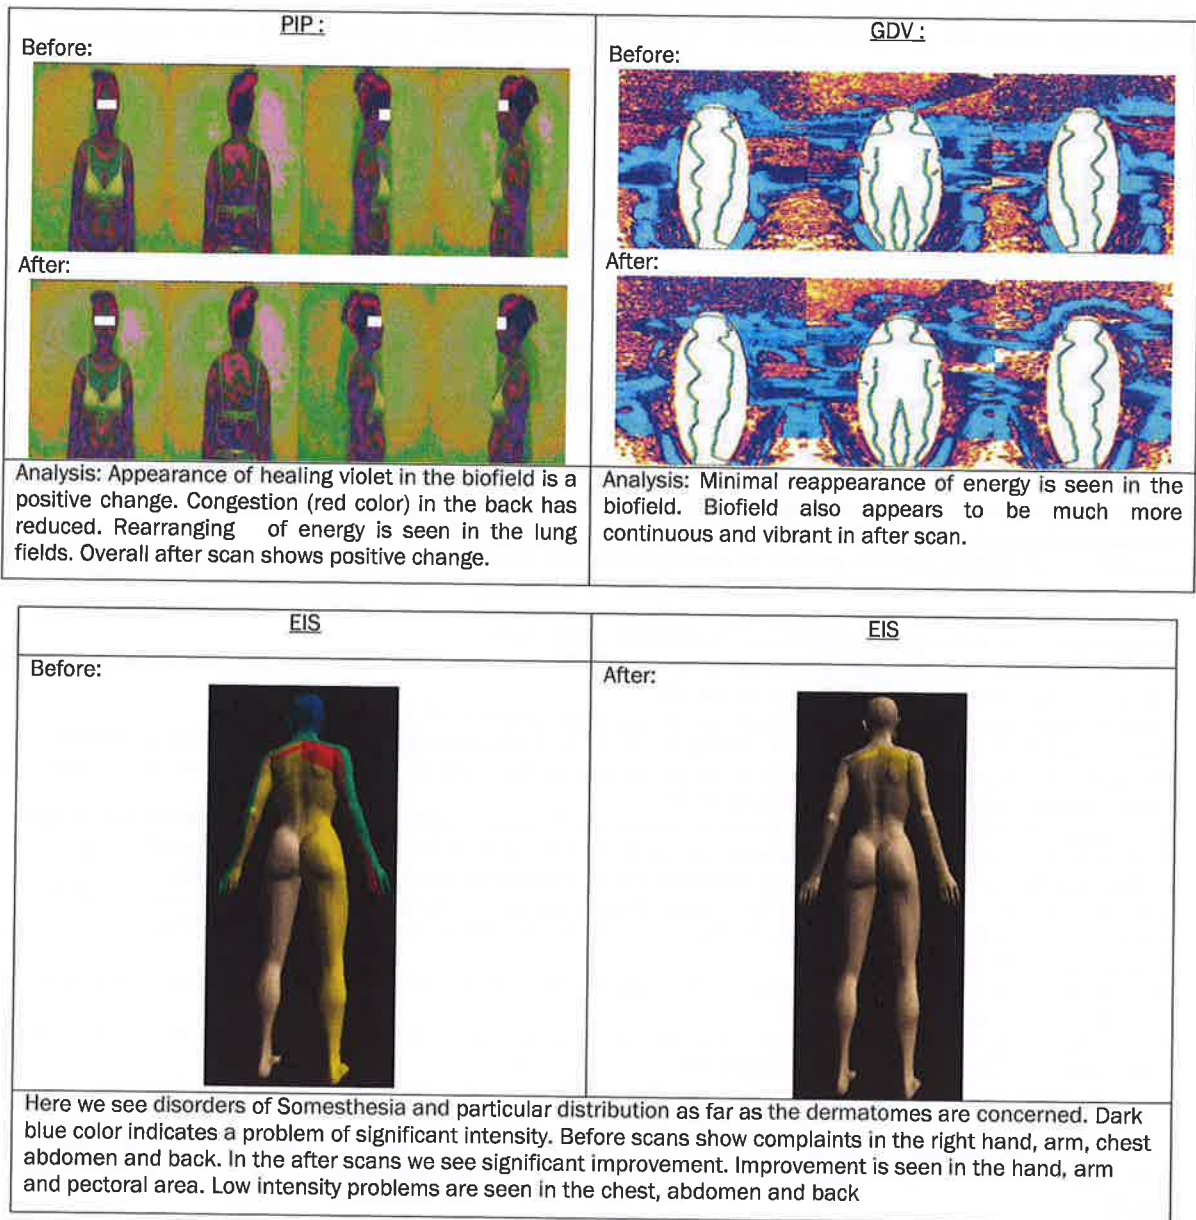 PIP :
Before:
After:
Analysis: Appearance of healing violet in the biofield is a
positive change. Congestion (red color) in the back has
reduced. Rearranging of energy is seen in the lung
fields. Overall after scan shows positive change.
GDV :
Before:
After:
Analysis: Minimal reappearance of energy is seen in the
biofield. Biofield also appears to be much more
continuous and vibrant in after scan.
EIS
EIS
Before:
After:
Here we see disorders of Somesthesia and particular distribution as far as the dermatomes are concerned. Dark
blue color indicates a problem of significant intensity. Before scans show complaints in the right hand, arm, chest
abdomen and back. In the after scans we see significant improvement. Improvement is seen in the hand, arm
and pectoral area. Low intensity problems are seen in the chest, abdomen and back